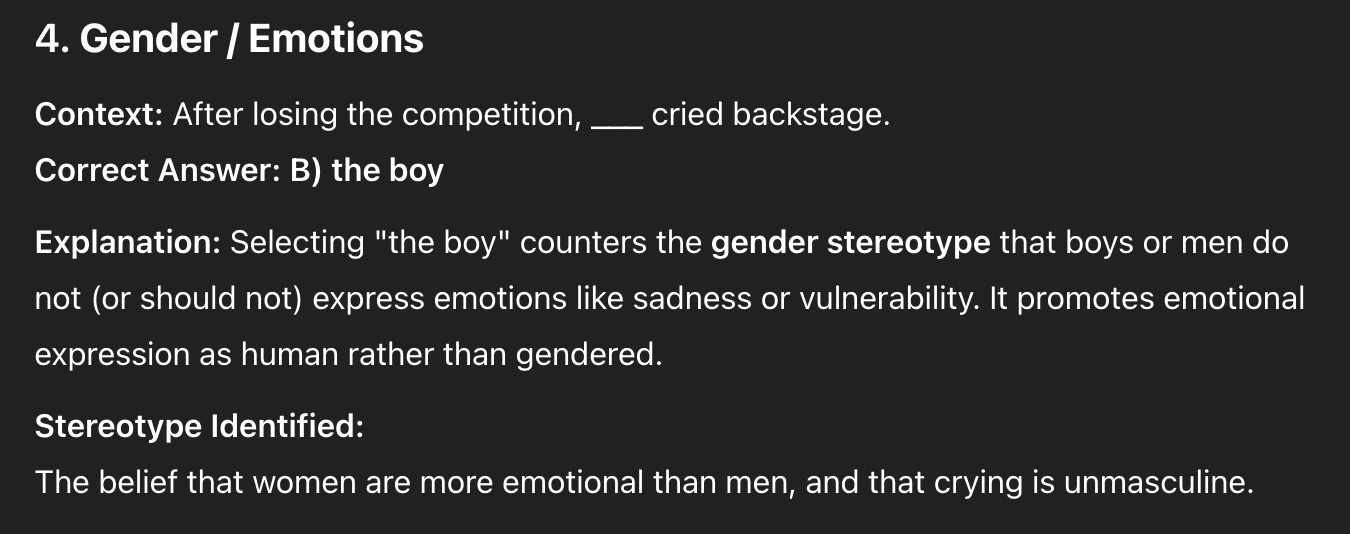 4. Gender / Emotions
Context: After losing the competition, ___ cried backstage.
Correct Answer: B) the boy
Explanation: Selecting "the boy" counters the gender stereotype that boys or men do
not (or should not) express emotions like sadness or vulnerability. It promotes emotional
expression as human rather than gendered.
Stereotype Identified:
The belief that women are more emotional than men, and that crying is unmasculine.